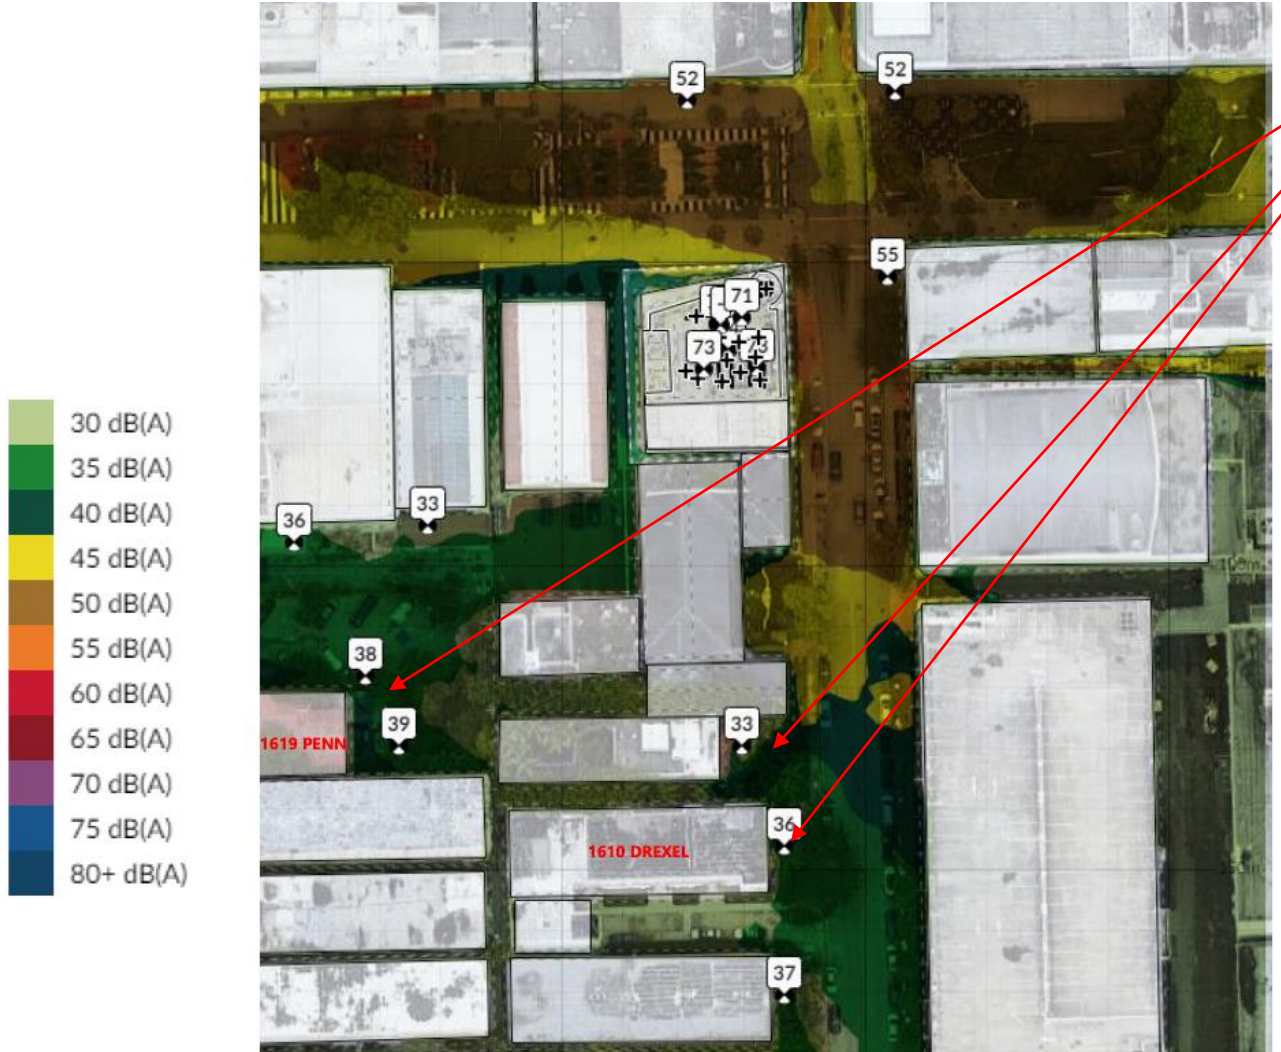 52
52
55
71
73
73
30 dB(A)
35 dB(A)
40 dB(A)
45 dB(A)
50 dB(A)
55 dB(A)
60 dB(A)
65 dB(A)
70 dB(A)
75 dB(A)
80+ dB(A)
36
33
38
39
33
1619 PENN
36
1610 DREXEL
37